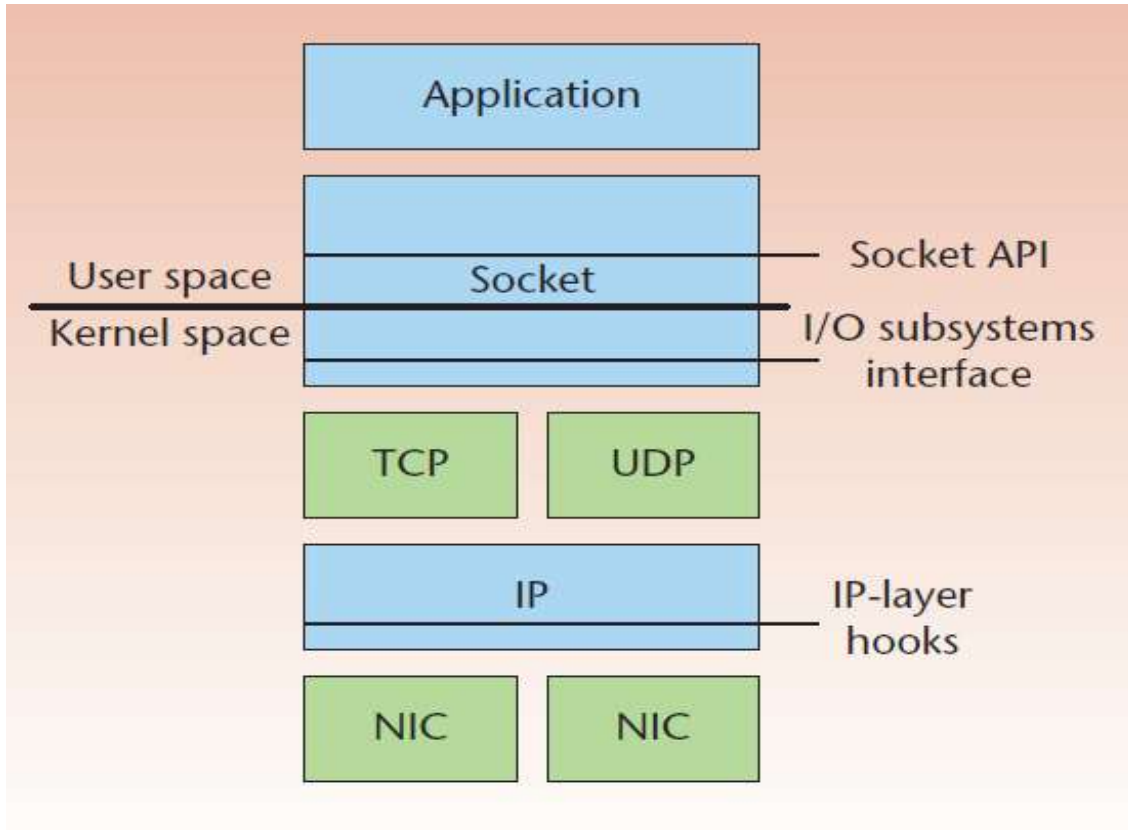 Application
Socket API
User space
Socket
Kernel space
I/O subsystems
interface
TCP
UDP
IP
IP-layer
hooks
NIC
NIC